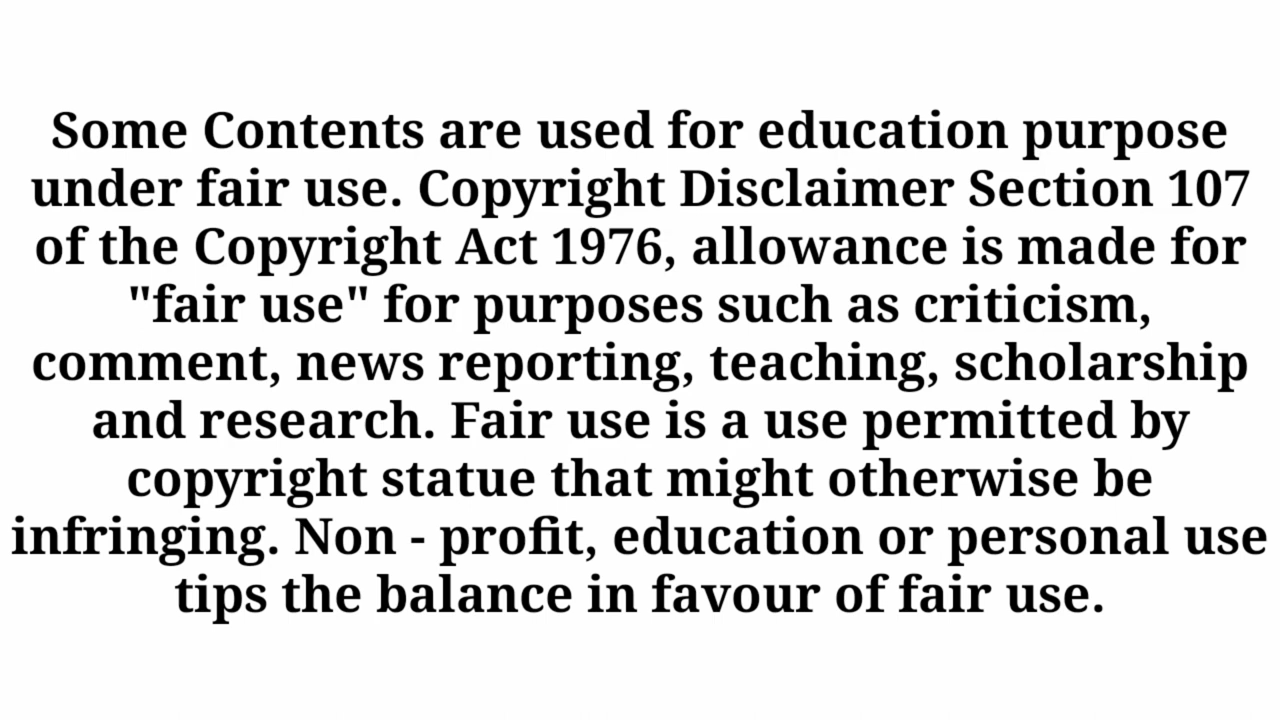 Some Contents are used for education purpose
under fair use. Copyright Disclaimer Section 107
of the Copyright Act 1976, allowance is made for
"fair use" for purposes such as criticism,
comment, news reporting, teaching, scholarship
and research. Fair use is a use permitted by
copyright statue that might otherwise be
infringing. Non - profit, education or personal use
tips the balance in favour of fair use.